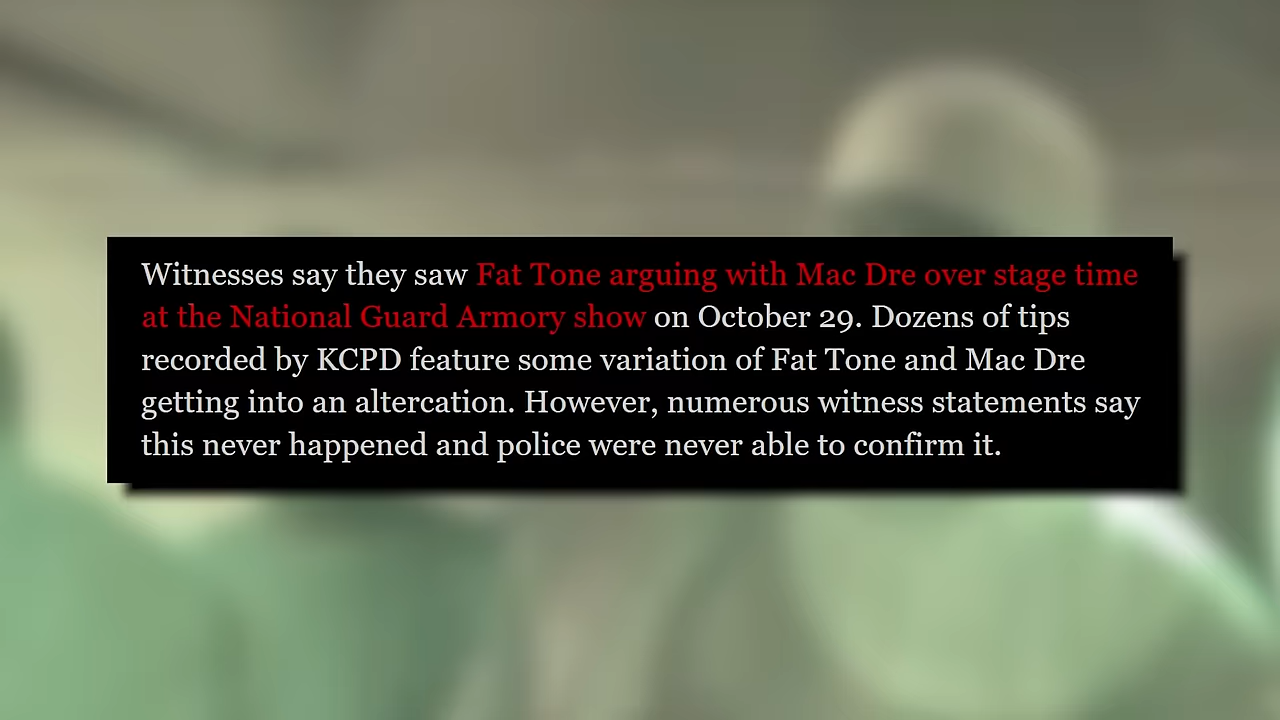 Witnesses say they saw Fat Tone arguing with Mac Dre over stage time
at the National Guard Armory show on October 29. Dozens of tips
recorded by KCPD feature some variation of Fat Tone and Mac Dre
getting into an altercation. However, numerous witness statements say
this never happened and police were never able to confirm it.